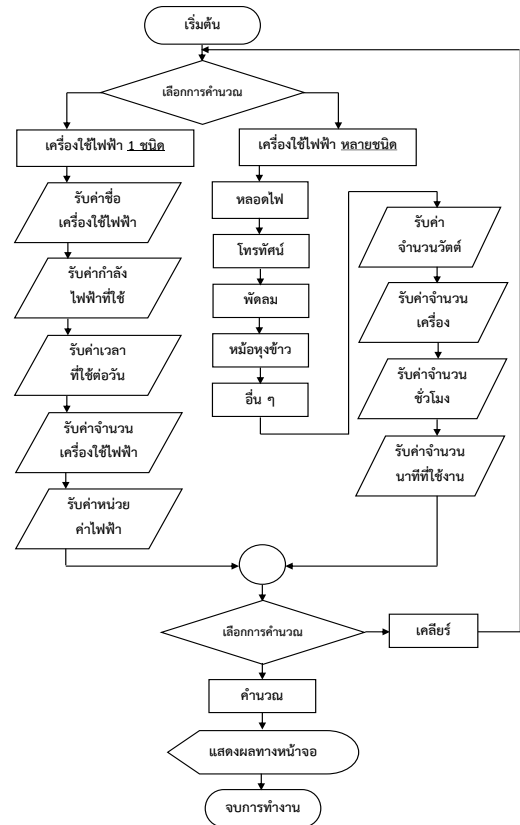 เริ่มต้น
เลือกการคำนวณ
เครื่องใช้ไฟฟ้า 1 ชนิด
รับค่าชื่อ
เครื่องใช้ไฟฟ้า
รับค่ากำลัง
ไฟฟ้าที่ใช้
รับค่าเวลา
ที่ใช้ต่อวัน
รับค่าจำนวน
เครื่องใช้ไฟฟ้า
รับค่าหน่วย
ค่าไฟฟ้า
เครื่องใช้ไฟฟ้า หลายชนิด
หลอดไฟ
โทรทัศน์
พัดลม
หม้อหุงข้าว
อื่น ๆ
รับค่า
จำนวนวัตต์
รับค่าจำนวน
เครื่อง
รับค่าจำนวน
ชั่วโมง
รับค่าจำนวน
นาทีที่ใช้งาน
เลือกการคำนวณ
เคลียร์
คำนวณ
แสดงผลทางหน้าจอ
จบการทำงาน